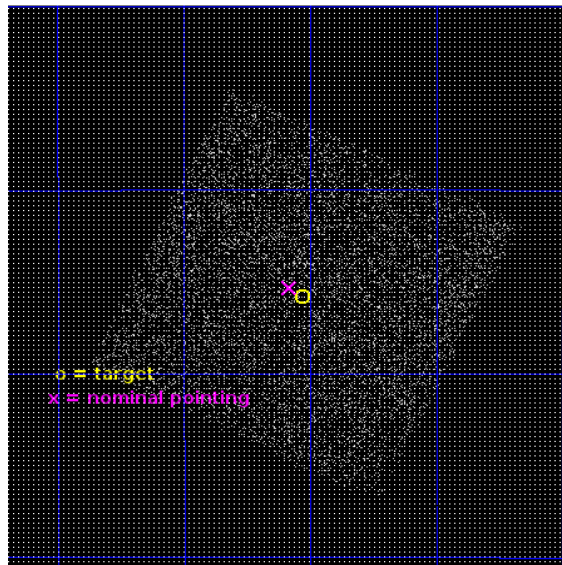 o = target
x = nominal pointing